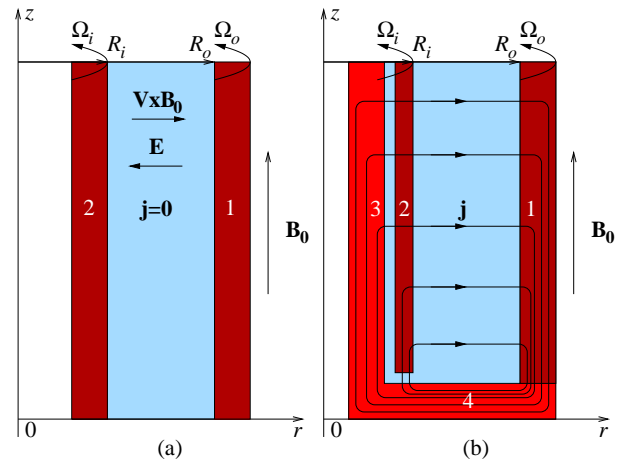 z
Ω_i R_i R_o Ω_o
VxB_0
E
j=0
2
1
B_0
0
r
(a)
z
Ω_i R_i R_o Ω_o
3
2
j
1
B_0
4
0
r
(b)